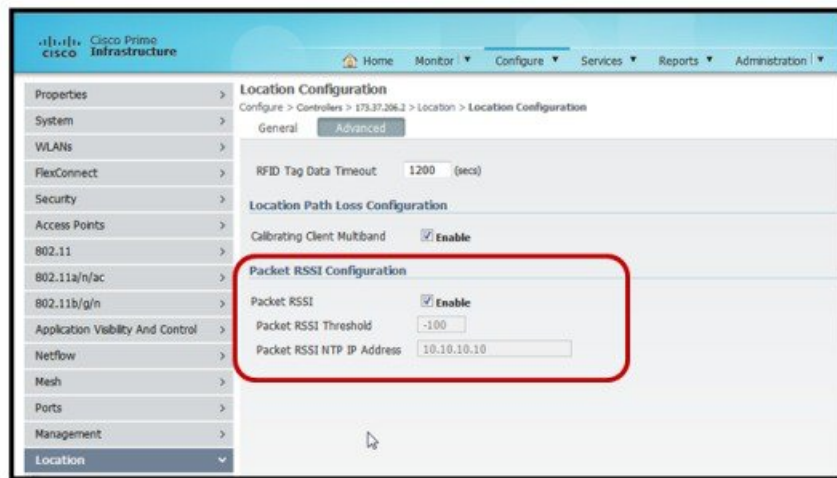 Cisco Prime
CISCO Infrastructure
Home Monitor Configure Services Reports Administration
Properties
System
WLANs
FlexConnect
Security
Access Points
802.11
802.11a/n/ac
802.11b/g/n
Application Visibility And Control
Netflow
Mesh
Ports
Management
Location
Location Configuration
Configure > Controllers > 173.37.206.2 > Location > Location Configuration
General Advanced
RFID Tag Data Timeout 1200 (secs)
Location Path Loss Configuration
Calibrating Client Multiband Enable
Packet RSSI Configuration
Packet RSSI Enable
Packet RSSI Threshold -100
Packet RSSI NTP IP Address 10.10.10.10